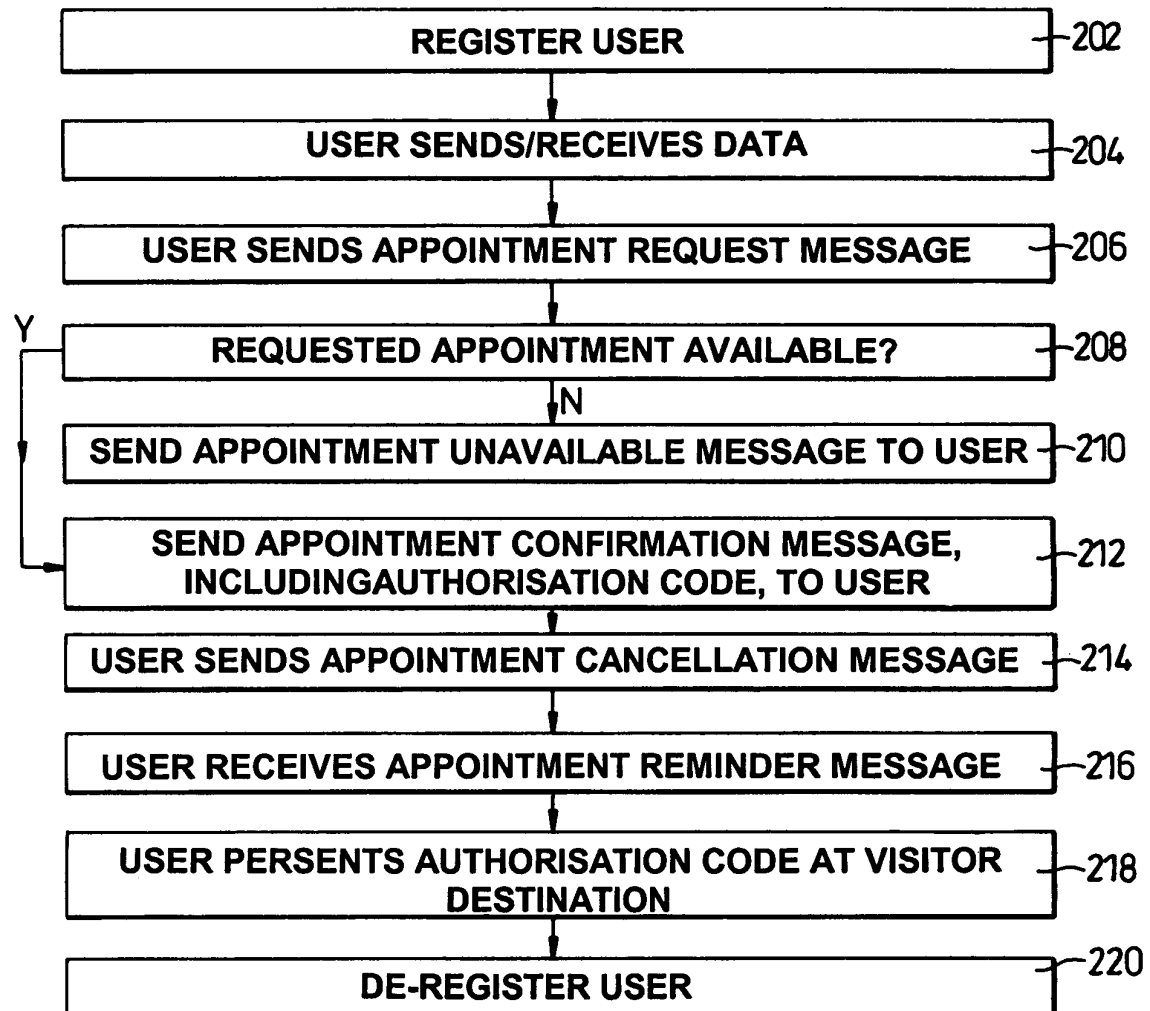 REGISTER USER 202
USER SENDS/RECEIVES DATA 204
USER SENDS APPOINTMENT REQUEST MESSAGE 206
Y
REQUESTED APPOINTMENT AVAILABLE? 208
N
SEND APPOINTMENT UNAVAILABLE MESSAGE TO USER 210
SEND APPOINTMENT CONFIRMATION MESSAGE, 212
INCLUDINGAUTHORISATION CODE, TO USER
USER SENDS APPOINTMENT CANCELLATION MESSAGE 214
USER RECEIVES APPOINTMENT REMINDER MESSAGE 216
USER PERSENTS AUTHORISATION CODE AT VISITOR 218
DESTINATION
DE-REGISTER USER 220